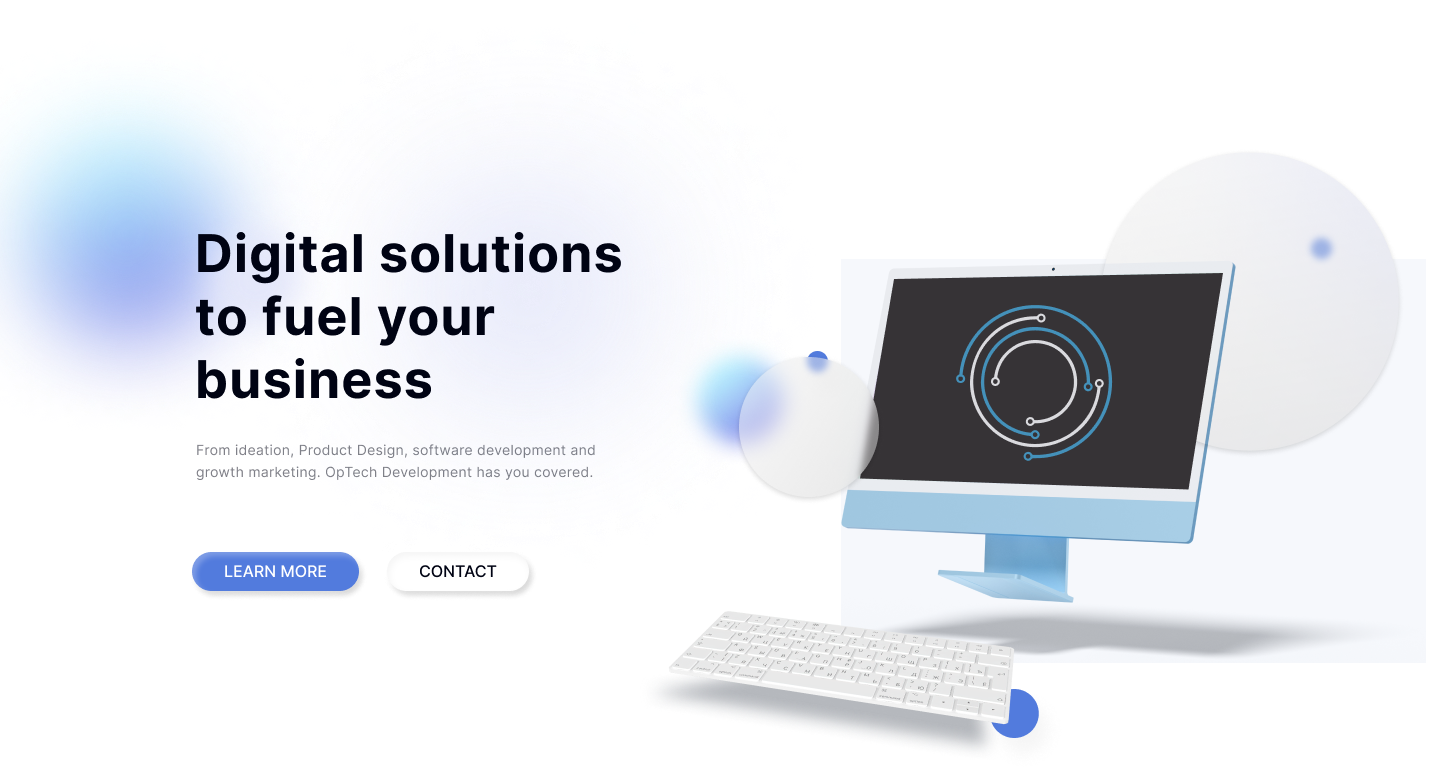 Digital solutions
to fuel your
business
From ideation, Product Design, software development and
growth marketing. OpTech Development has you covered.
LEARN MORE
CONTACT